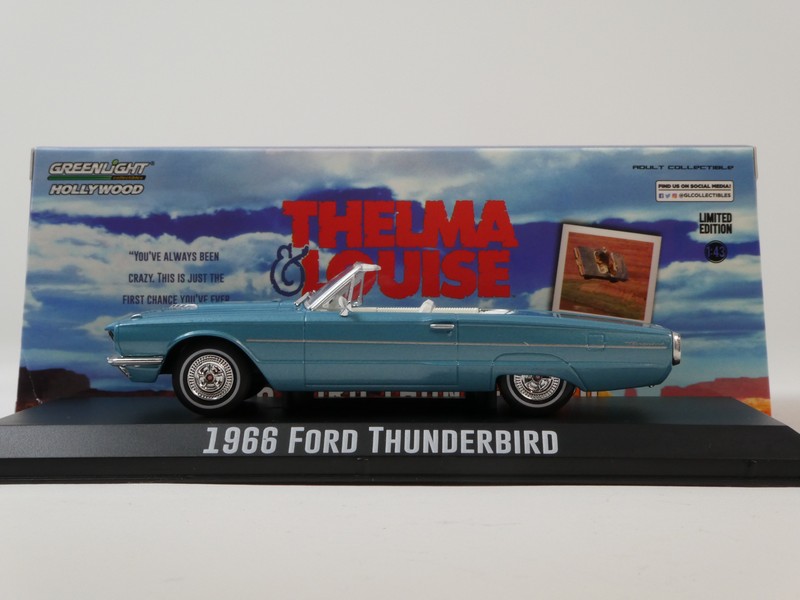 GREENLIGHT
HOLLYWOOD
ADULT COLLECTIBLE
FIND US ON SOCIAL MEDIA!
@GLCOLLECTIBLES
LIMITED
EDITION
1:43
THELMA
& LOUISE
"YOU'VE ALWAYS BEEN
CRAZY. THIS IS JUST THE
FIRST CHANCE YOU'VE EVER
1966 FORD THUNDERBIRD